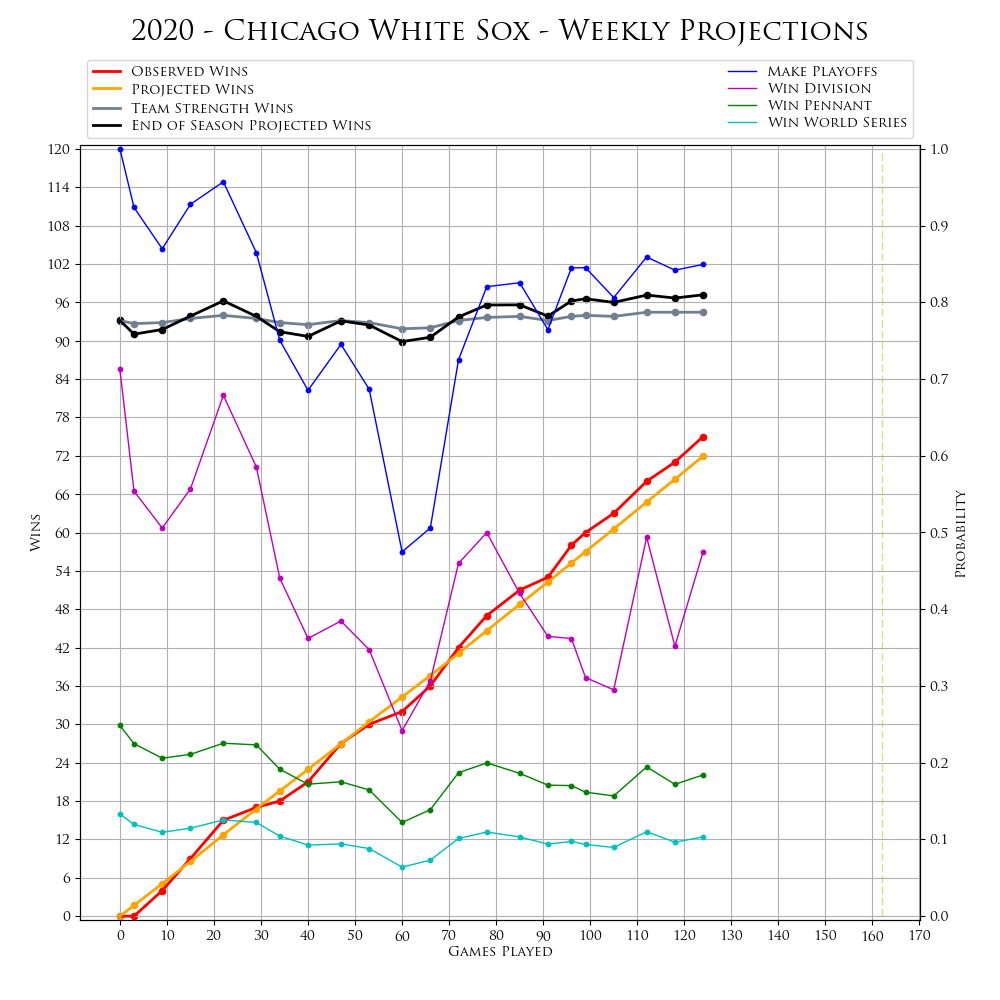 2020 - Chicago White Sox - Weekly Projections
Observed Wins
Projected Wins
Team Strength Wins
End of Season Projected Wins
Make Playoffs
Win Division
Win Pennant
Win World Series
120
114
108
102
96
90
84
78
72
66
60
54
48
42
36
30
24
18
12
6
0
Wins
1.0
0.9
0.8
0.7
0.6
0.5
0.4
0.3
0.2
0.1
0.0
Probability
0 10 20 30 40 50 60 70 80 90 100 110 120 130 140 150 160 170
Games Played